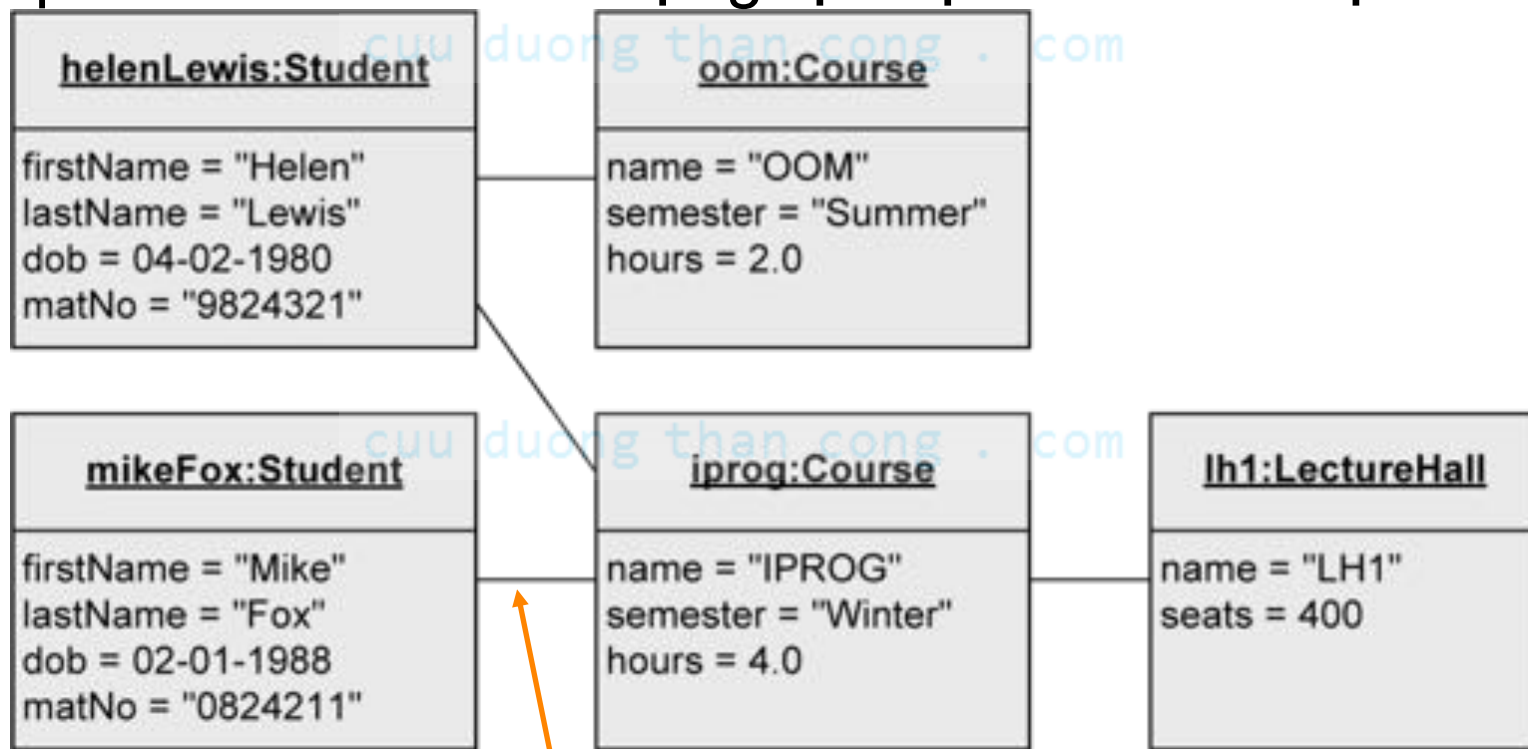 cuu duong than cong . com
helenLewis:Student
firstName = "Helen"
lastName = "Lewis"
dob = 04-02-1980
matNo = "9824321"
oom:Course
name = "OOM"
semester = "Summer"
hours = 2.0
cuu duong than cong . com
mikeFox:Student
firstName = "Mike"
lastName = "Fox"
dob = 02-01-1988
matNo = "0824211"
iprog:Course
name = "IPROG"
semester = "Winter"
hours = 4.0
lh1:LectureHall
name = "LH1"
seats = 400